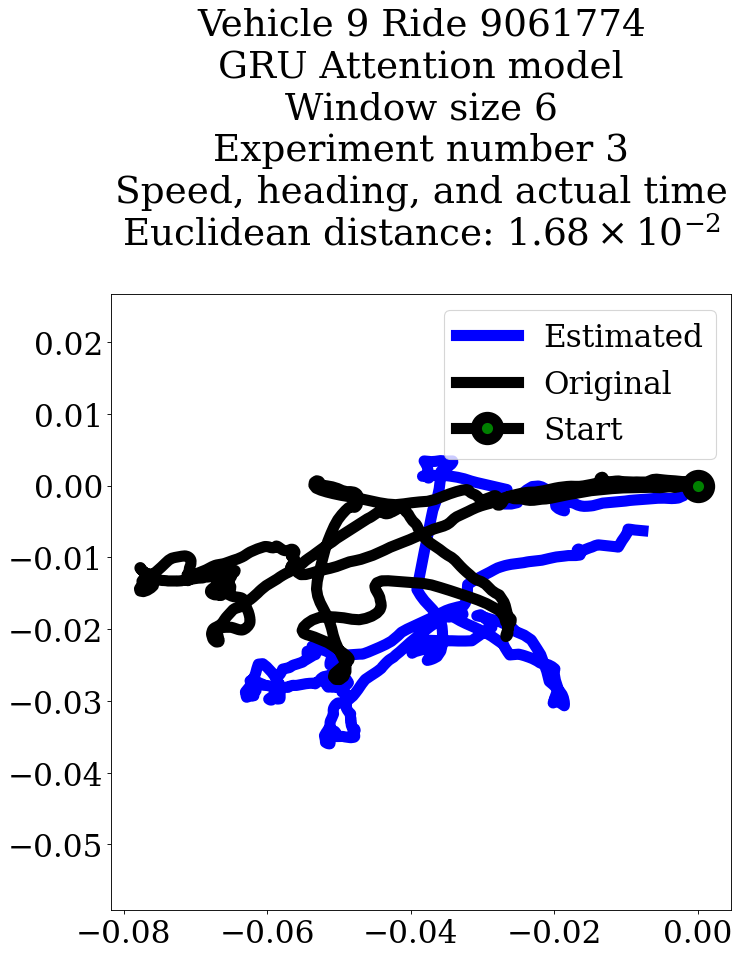 Vehicle 9 Ride 9061774
GRU Attention model
Window size 6
Experiment number 3
Speed, heading, and actual time
Euclidean distance: 1.68 × 10⁻²
Estimated
Original
Start
0.02
0.01
0.00
−0.01
−0.02
−0.03
−0.04
−0.05
−0.08 −0.06 −0.04 −0.02 0.00